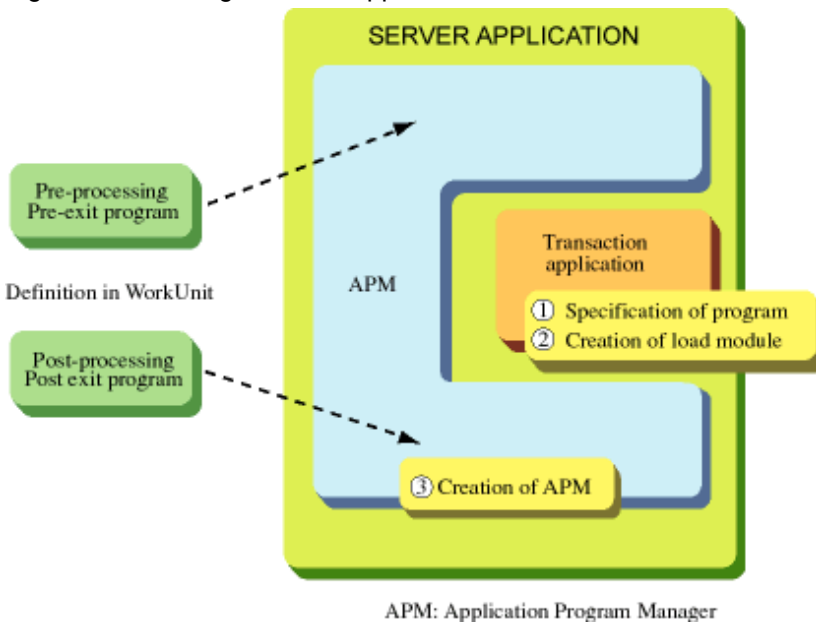 SERVER APPLICATION
Pre-processing
Pre-exit program
Definition in WorkUnit
Post-processing
Post exit program
APM
Transaction
application
① Specification of program
② Creation of load module
③ Creation of APM
APM: Application Program Manager